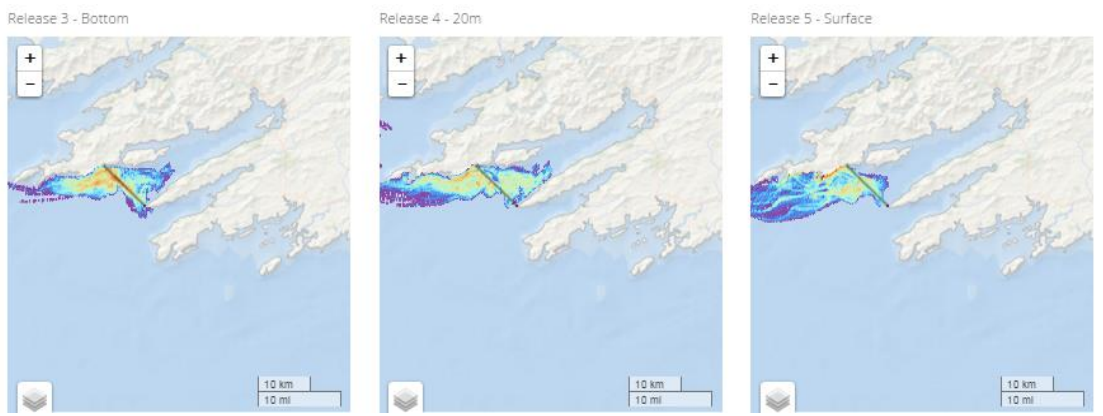 Release 3 - Bottom
+
−
10 km
10 mi
Release 4 - 20m
+
−
10 km
10 mi
Release 5 - Surface
+
−
10 km
10 mi